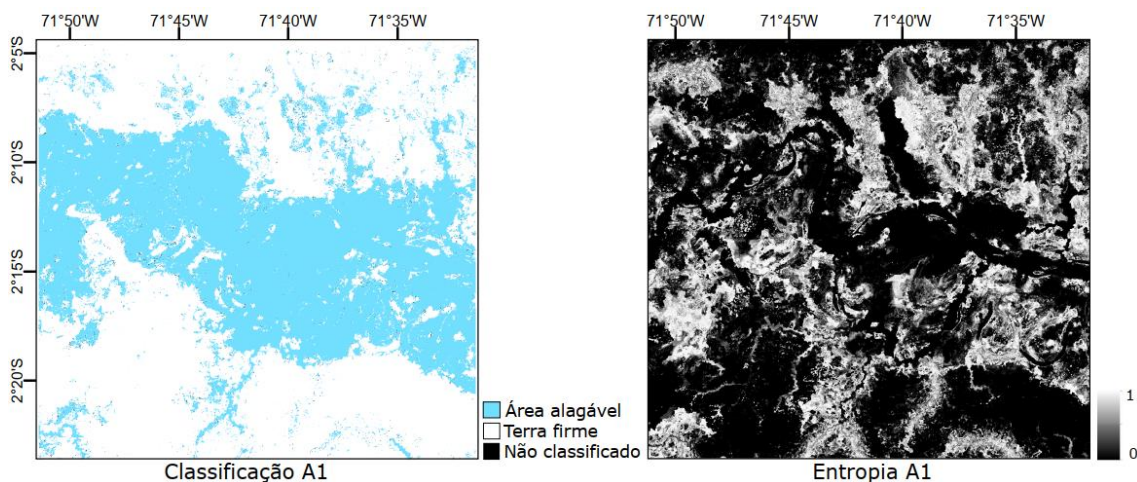 71°50'W 71°45'W 71°40'W 71°35'W
71°50'W 71°45'W 71°40'W 71°35'W
2°5'S
2°10'S
2°15'S
2°20'S
Área alagável
Terra firme
Não classificado
1
0
Classificação A1
Entropia A1